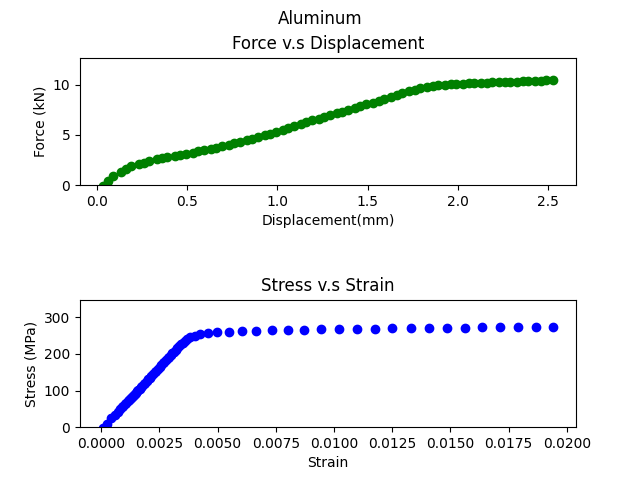 Aluminum
Force v.s Displacement
Force (kN)
10
5
0
0.0 0.5 1.0 1.5 2.0 2.5
Displacement(mm)
Stress v.s Strain
Stress (MPa)
300
200
100
0
0.0000 0.0025 0.0050 0.0075 0.0100 0.0125 0.0150 0.0175 0.0200
Strain